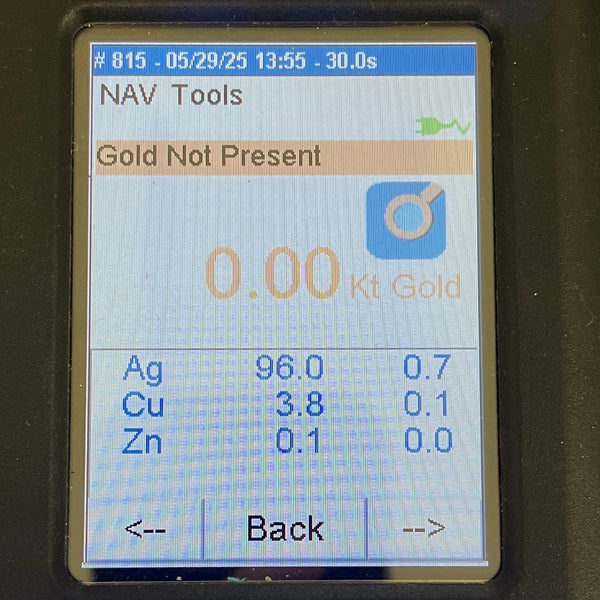 # 815 - 05/29/25 13:55 - 30.0s
NAV Tools
Gold Not Present
0.00 Kt Gold
Ag 96.0 0.7
Cu 3.8 0.1
Zn 0.1 0.0
<-- Back -->